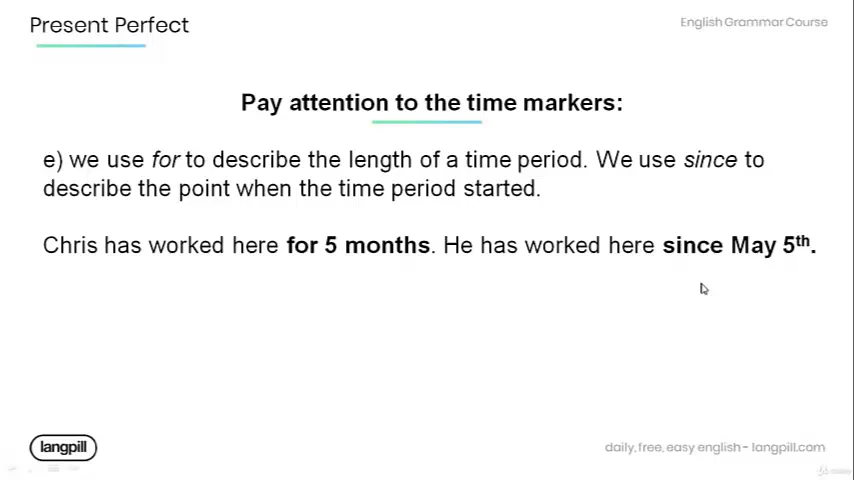 Present Perfect
English Grammar Course
Pay attention to the time markers:
e) we use for to describe the length of a time period. We use since to
describe the point when the time period started.
Chris has worked here for 5 months. He has worked here since May 5th.
langpill
daily, free, easy english - langpill.com